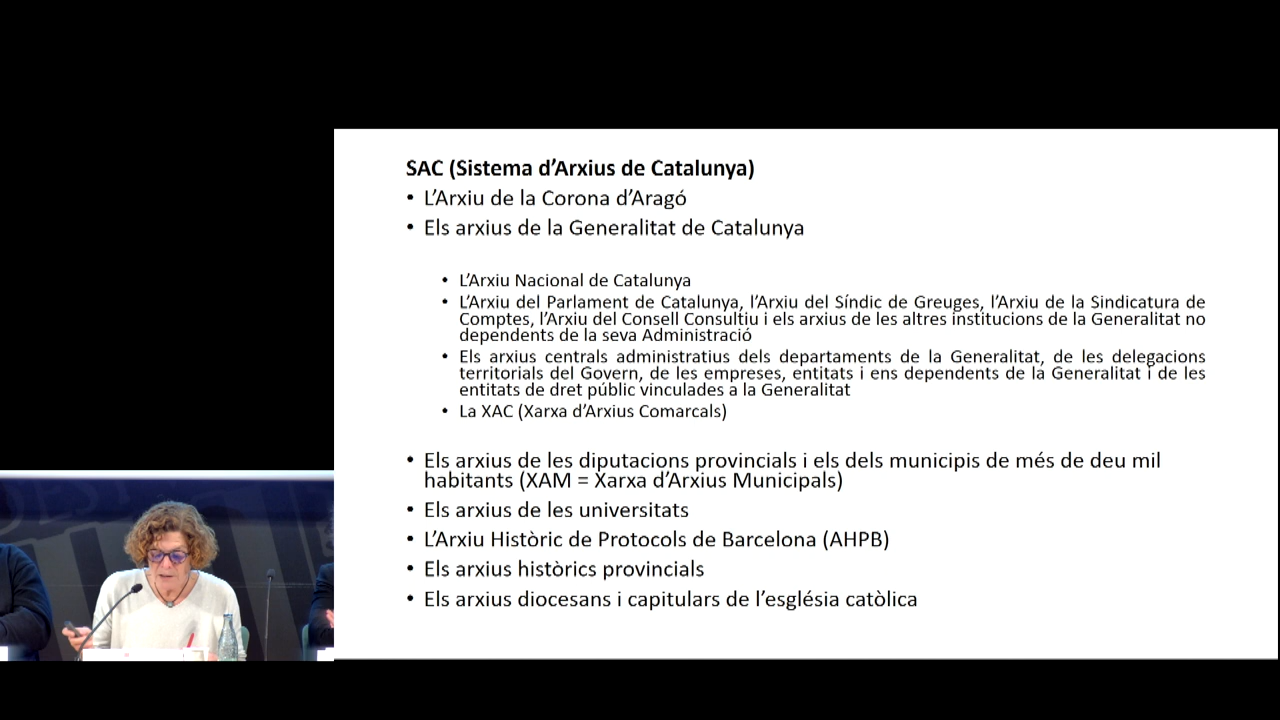 SAC (Sistema d'Arxius de Catalunya)
• L'Arxiu de la Corona d'Aragó
• Els arxius de la Generalitat de Catalunya
• L'Arxiu Nacional de Catalunya
• L'Arxiu del Parlament de Catalunya, l'Arxiu del Síndic de Greuges, l'Arxiu de la Sindicatura de
Comptes, l'Arxiu del Consell Consultiu i els arxius de les altres institucions de la Generalitat no
dependents de la seva Administració
• Els arxius centrals administratius dels departaments de la Generalitat, de les delegacions
territorials del Govern, de les empreses, entitats i ens dependents de la Generalitat i de les
entitats de dret públic vinculades a la Generalitat
• La XAC (Xarxa d'Arxius Comarcals)
• Els arxius de les diputacions provincials i els dels municipis de més de deu mil
habitants (XAM = Xarxa d'Arxius Municipals)
• Els arxius de les universitats
• L'Arxiu Històric de Protocols de Barcelona (AHPB)
• Els arxius històrics provincials
• Els arxius diocesans i capitulars de l'església catòlica